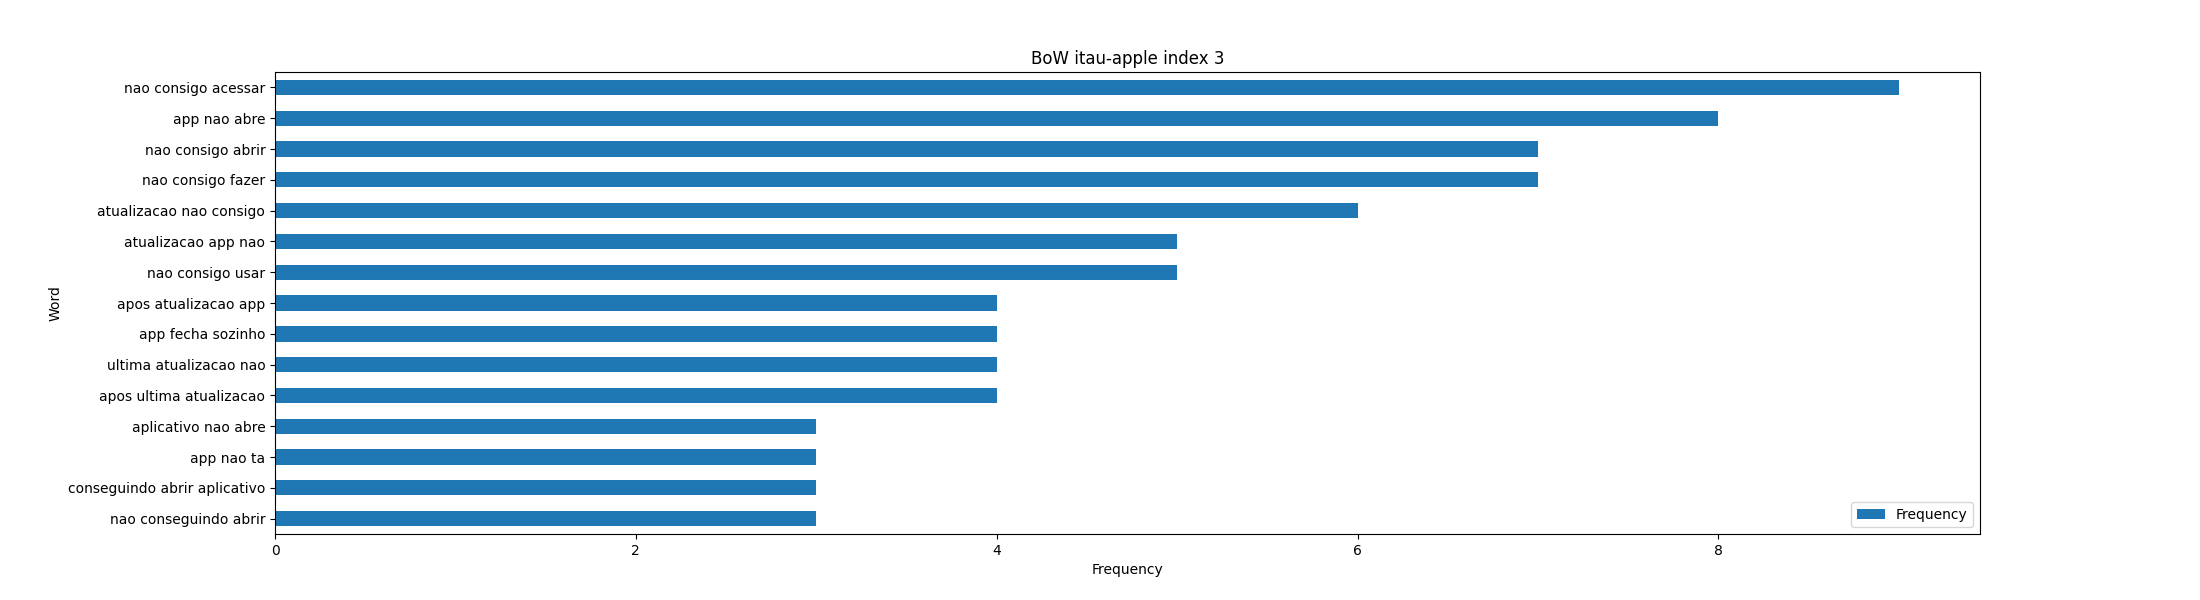 BoW itau-apple index 3
nao consigo acessar
app nao abre
nao consigo abrir
nao consigo fazer
atualizacao nao consigo
atualizacao app nao
nao consigo usar
apos atualizacao app
app fecha sozinho
ultima atualizacao nao
apos ultima atualizacao
aplicativo nao abre
app nao ta
conseguindo abrir aplicativo
nao conseguindo abrir
Word
Frequency
0 2 4 6 8
Frequency